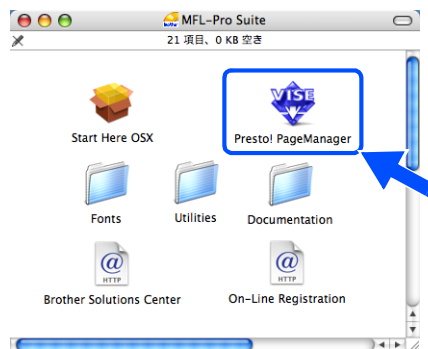 MFL-Pro Suite
21 項目、0 KB 空き
Start Here OSX
VISE
Presto! PageManager
Fonts
Utilities
Documentation
@
HTTP
@
HTTP
Brother Solutions Center
On-Line Registration